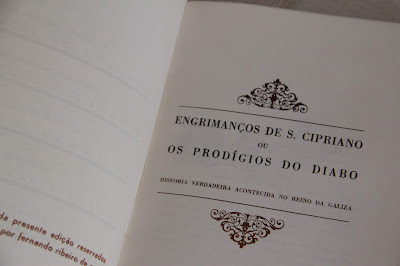 da presente edição reservados
por fernando ribeiro de
ENGRIMANÇOS DE S. CIPRIANO
OU
OS PRODÍGIOS DO DIABO
HISTORIA VERDADEIRA ACONTECIDA NO REINO DA GALIZA